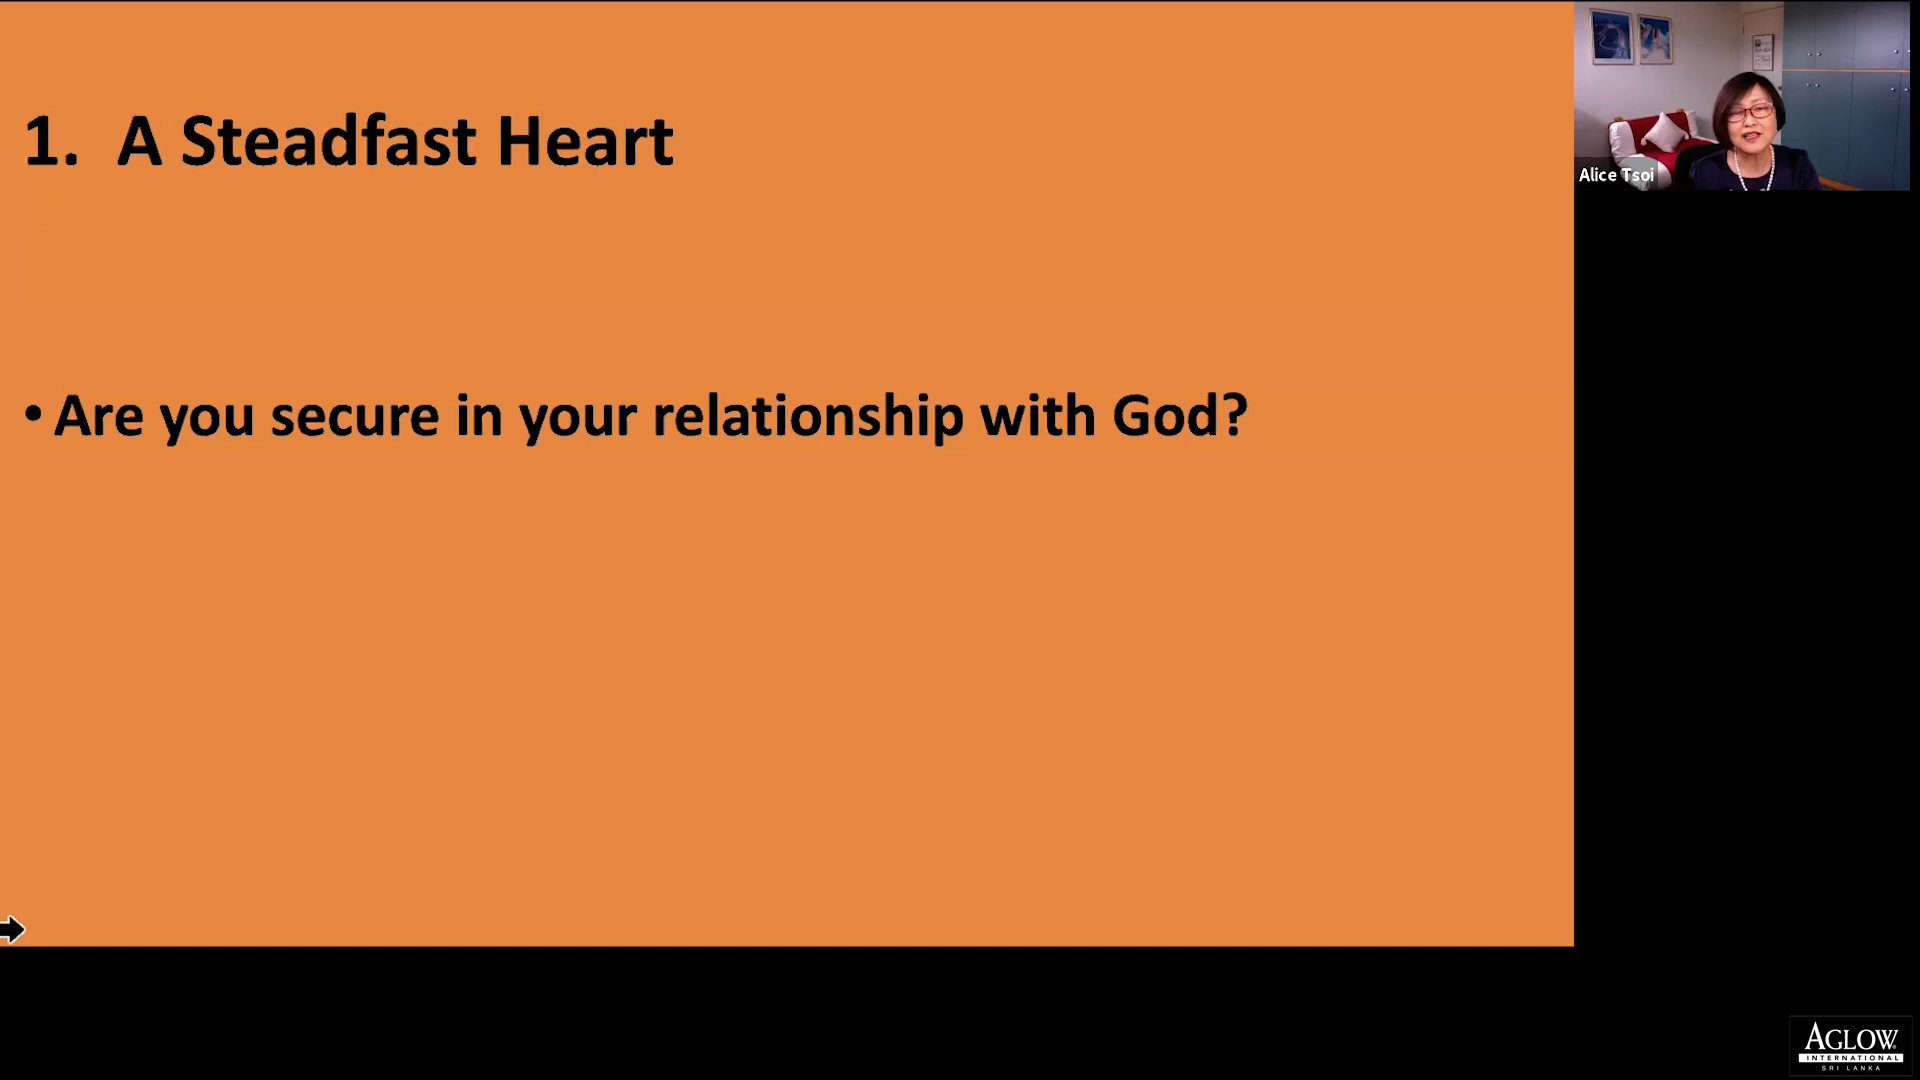 1. A Steadfast Heart
• Are you secure in your relationship with God?
Alice Tsoi
AGLOW
INTERNATIONAL
SRI LANKA